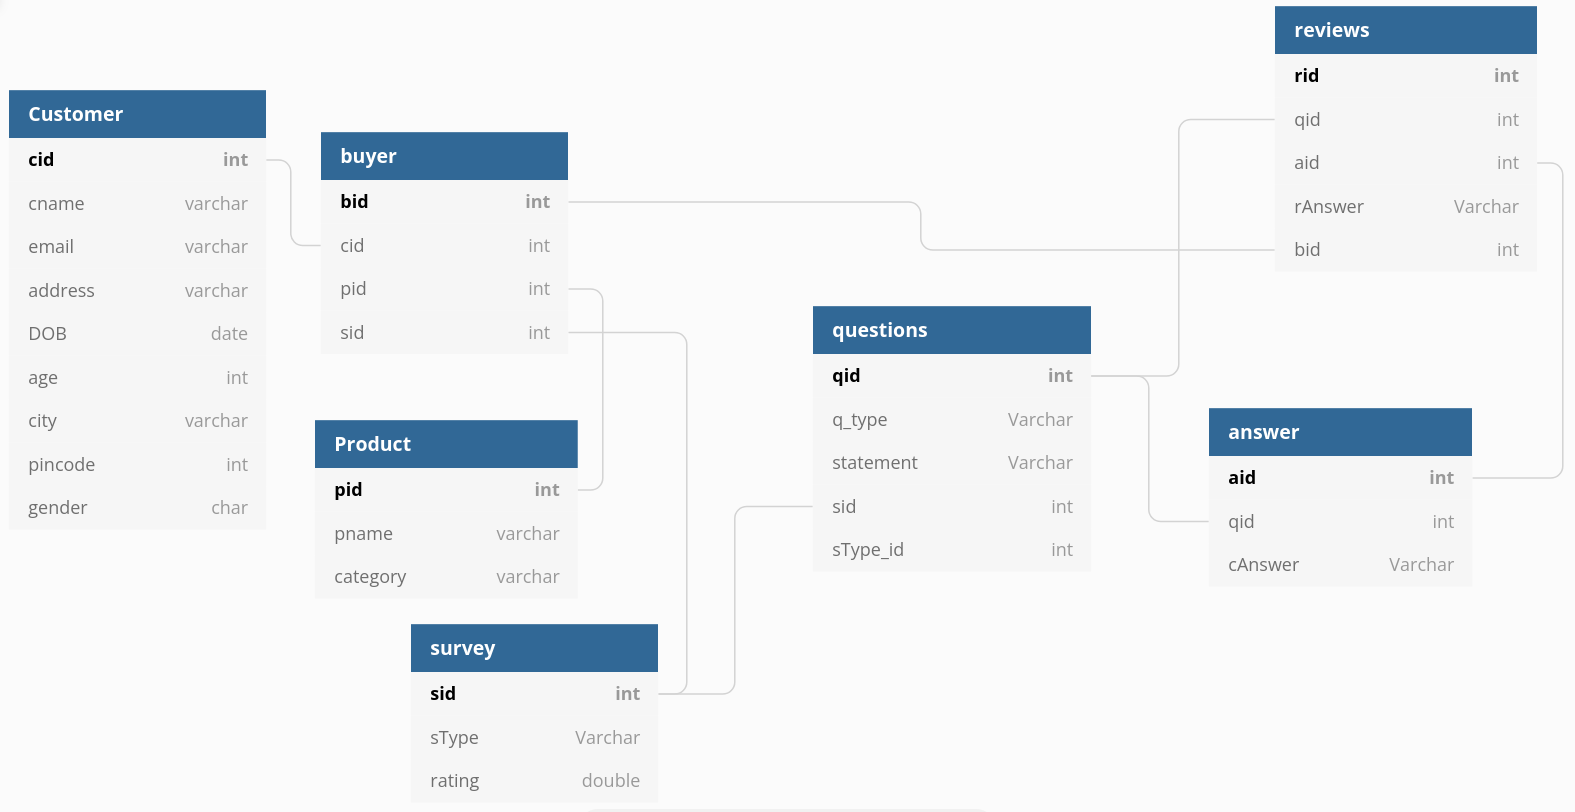 Customer
cid int
cname varchar
email varchar
address varchar
DOB date
age int
city varchar
pincode int
gender char
buyer
bid int
cid int
pid int
sid int
Product
pid int
pname varchar
category varchar
survey
sid int
sType Varchar
rating double
questions
qid int
q_type Varchar
statement Varchar
sid int
sType_id int
reviews
rid int
qid int
aid int
rAnswer Varchar
bid int
answer
aid int
qid int
cAnswer Varchar